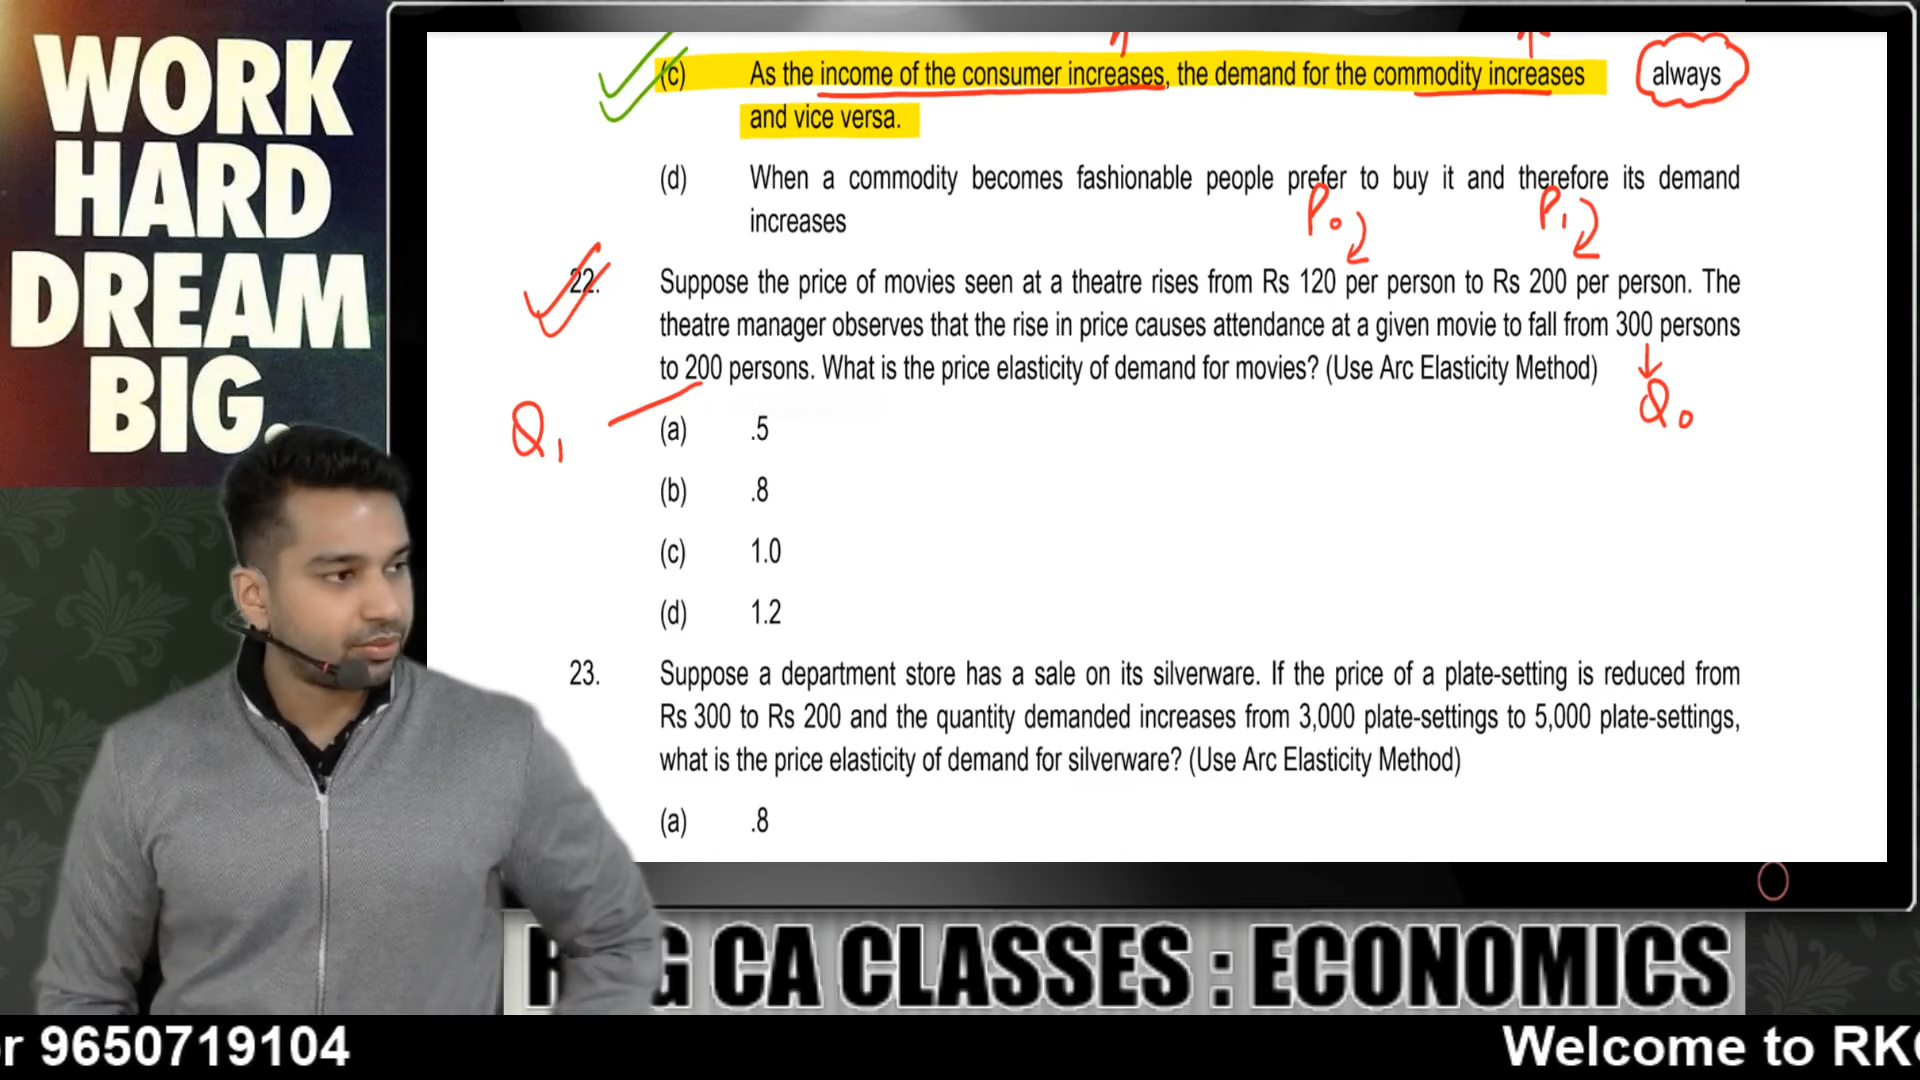 WORK
HARD
DREAM
BIG.
(c) As the income of the consumer increases, the demand for the commodity increases always
and vice versa.
(d) When a commodity becomes fashionable people prefer to buy it and therefore its demand
increases
P0 P1
22. Suppose the price of movies seen at a theatre rises from Rs 120 per person to Rs 200 per person. The
theatre manager observes that the rise in price causes attendance at a given movie to fall from 300 persons
to 200 persons. What is the price elasticity of demand for movies? (Use Arc Elasticity Method)
Q1 Q0
(a) .5
(b) .8
(c) 1.0
(d) 1.2
23. Suppose a department store has a sale on its silverware. If the price of a plate-setting is reduced from
Rs 300 to Rs 200 and the quantity demanded increases from 3,000 plate-settings to 5,000 plate-settings,
what is the price elasticity of demand for silverware? (Use Arc Elasticity Method)
(a) .8
G CA CLASSES : ECONOMICS
r 9650719104 Welcome to RK